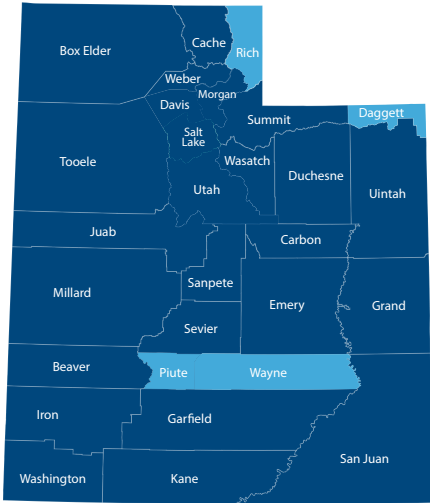 Box Elder
Cache
Rich
Weber
Morgan
Davis
Summit
Daggett
Salt
Lake
Tooele
Wasatch
Duchesne
Utah
Uintah
Juab
Carbon
Sanpete
Millard
Emery
Grand
Sevier
Beaver
Piute
Wayne
Iron
Garfield
San Juan
Washington
Kane